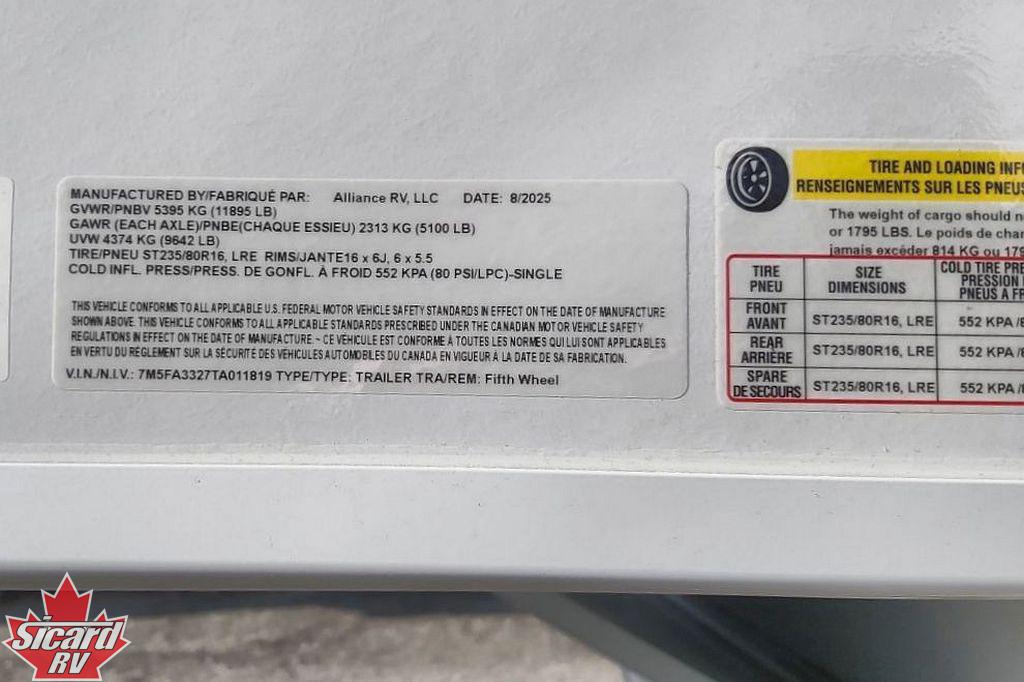 MANUFACTURED BY/FABRIQUÉ PAR: Alliance RV, LLC DATE: 8/2025
GVWR/PNBV 5395 KG (11895 LB)
GAWR (EACH AXLE)/PNBE(CHAQUE ESSIEU) 2313 KG (5100 LB)
UVW 4374 KG (9642 LB)
TIRE/PNEU ST235/80R16, LRE RIMS/JANTE16 x 6J, 6 x 5.5
COLD INFL. PRESS/PRESS. DE GONFL. À FROID 552 KPA (80 PSI/LPC)-SINGLE
THIS VEHICLE CONFORMS TO ALL APPLICABLE U.S. FEDERAL MOTOR VEHICLE SAFETY STANDARDS IN EFFECT ON THE DATE OF MANUFACTURE
SHOWN ABOVE. THIS VEHICLE CONFORMS TO ALL APPLICABLE STANDARDS PRESCRIBED UNDER THE CANADIAN MOTOR VEHICLE SAFETY
REGULATIONS IN EFFECT ON THE DATE OF MANUFACTURE ~ CE VEHICULE EST CONFORME À TOUTES LES NORMES QUI LUI SONT APPLICABLES
EN VERTU DU RÉGLEMENT SUR LA SÉCURITÉ DES VÉHICULES AUTOMOBILES DU CANADA EN VIGUEUR À LA DATE DE SA FABRICATION.
V.I.N./N.I.V.: 7M5FA3327TA011819 TYPE/TYPE: TRAILER TRA/REM: Fifth Wheel
TIRE AND LOADING INF
RENSEIGNEMENTS SUR LES PNEUS
The weight of cargo should n
or 1795 LBS. Le poids de char
jamais excéder 814 KG ou 179
TIRE PNEU SIZE DIMENSIONS COLD TIRE PRE
PRESSION
PNEUS A FR
FRONT AVANT ST235/80R16, LRE 552 KPA /
REAR ARRIÈRE ST235/80R16, LRE 552 KPA /
SPARE DE SECOURS ST235/80R16, LRE 552 KPA /
Sicard
RV